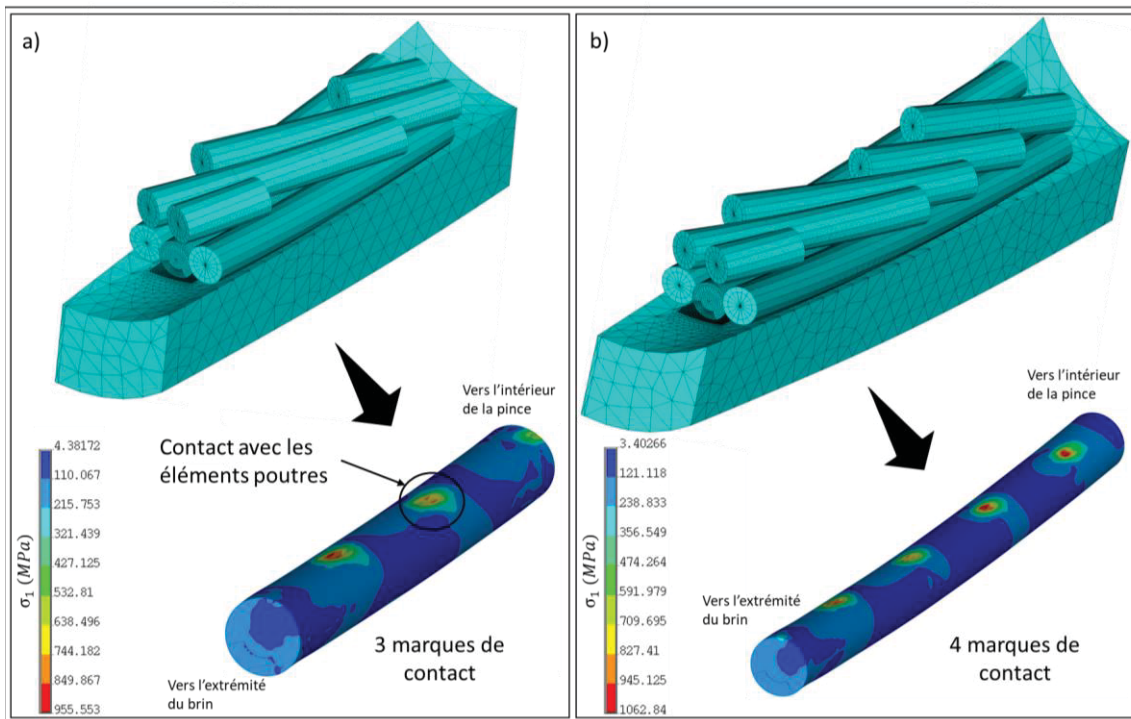 a)
Vers l'intérieur
de la pince
Contact avec les
éléments poutres
4.38172
110.067
215.753
321.439
427.125
532.81
638.496
744.182
849.867
955.553
σ₁ (MPa)
3 marques de
contact
Vers l'extrémité
du brin
b)
Vers l'intérieur
de la pince
3.40266
121.118
238.833
356.549
474.264
591.979
709.695
827.41
945.125
1062.84
σ₁ (MPa)
Vers l'extrémité
du brin
4 marques de
contact